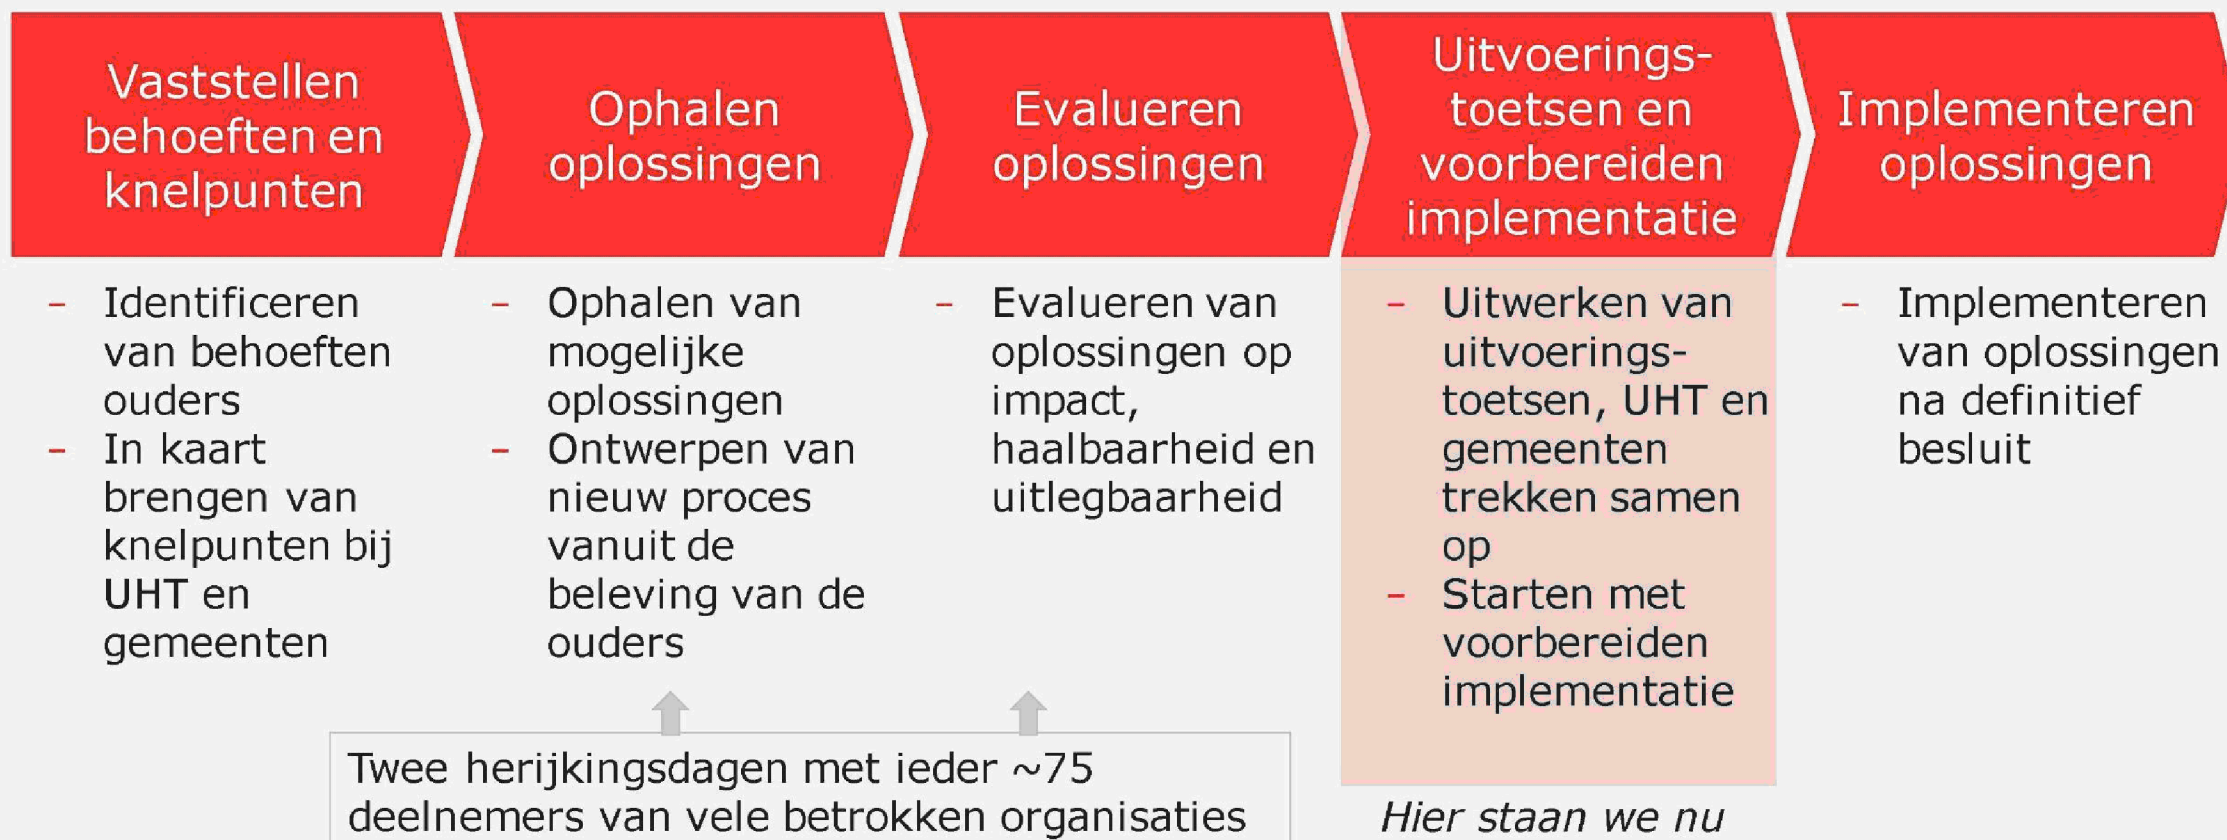 Vaststellen
behoeften en
knelpunten
Ophalen
oplossingen
Evalueren
oplossingen
Uitvoerings-
toetsen en
voorbereiden
implementatie
Implementeren
oplossingen
- Identificeren
van behoeften
ouders
- In kaart
brengen van
knelpunten bij
UHT en
gemeenten
- Ophalen van
mogelijke
oplossingen
- Ontwerpen van
nieuw proces
vanuit de
beleving van de
ouders
- Evalueren van
oplossingen op
impact,
haalbaarheid en
uitlegbaarheid
- Uitwerken van
uitvoerings-
toetsen, UHT en
gemeenten
trekken samen
op
- Starten met
voorbereiden
implementatie
- Implementeren
van oplossingen
na definitief
besluit
Twee herijkingsdagen met ieder ~75
deelnemers van vele betrokken organisaties
Hier staan we nu